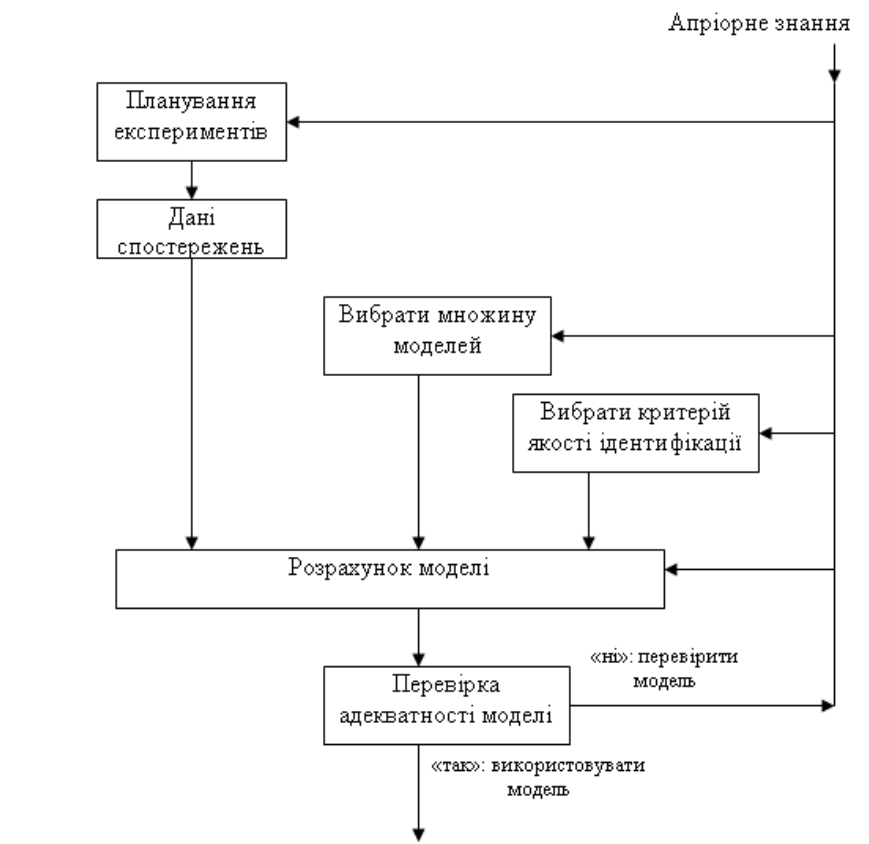 Апріорне знання
Планування
експериментів
Дані
спостережень
Вибрати множину
моделей
Вибрати критерій
якості ідентифікації
Розрахунок моделі
Перевірка
адекватності моделі
«ні»: перевірити
модель
«так»: використовувати
модель